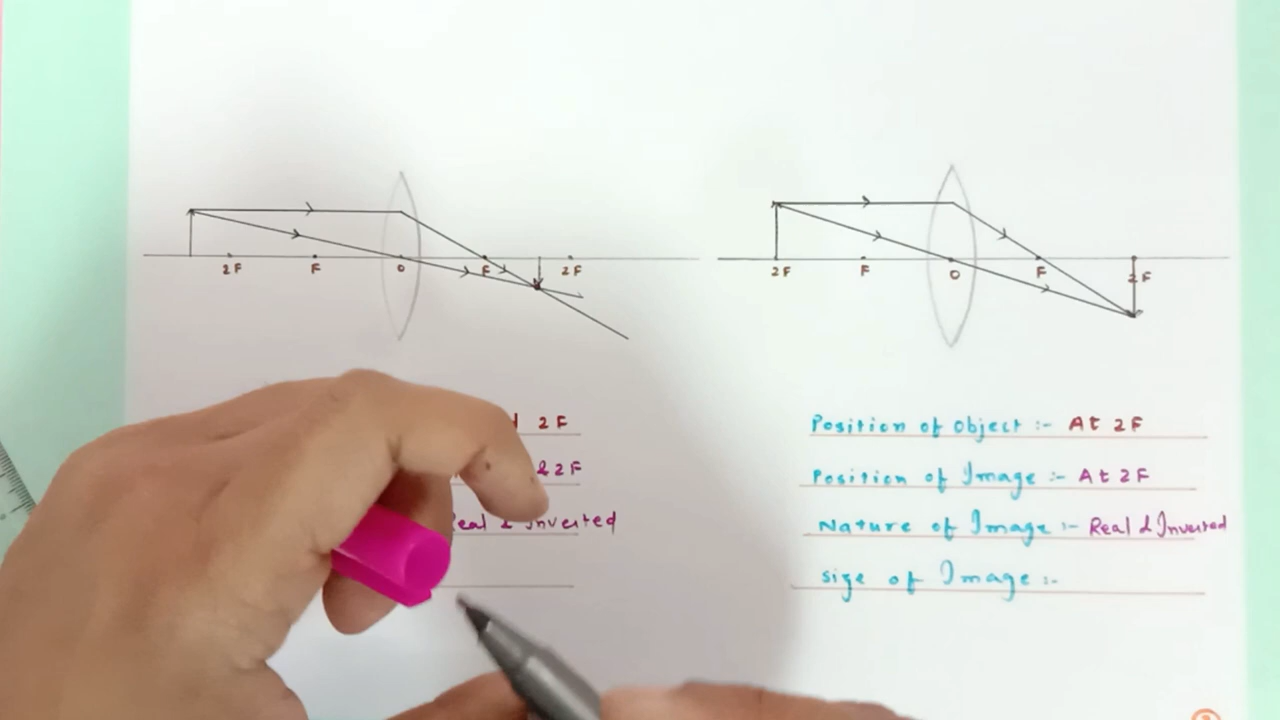 2F F O F 2F
2F F O F 2F
2F
& 2F
Real & Inverted
Position of Object :- At 2F
Position of Image :- At 2F
Nature of Image :- Real & Inverted
Size of Image :-